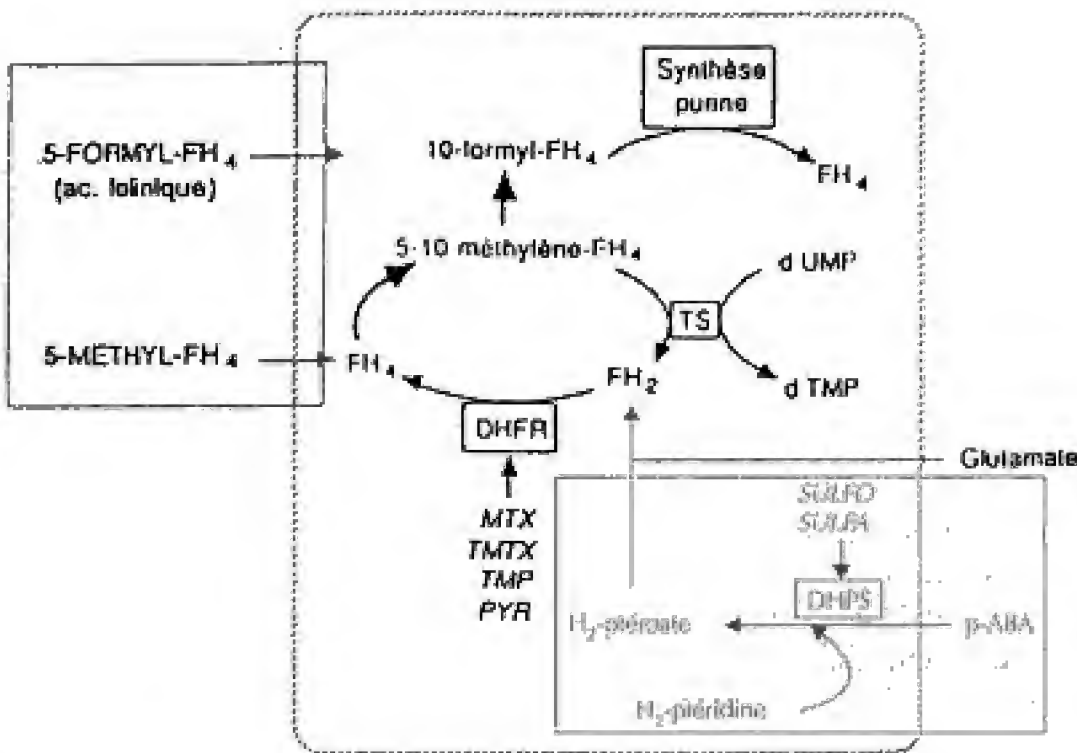 Synthèse
purine
5-FORMYL-FH4
(ac. folinique)
10-formyl-FH4
FH4
5-10 méthylène-FH4
d UMP
TS
5-METHYL-FH4
FH4
FH2
d TMP
DHFR
Glutamate
MTX
TMTX
TMP
PYR
SULFO
SULFA
DHPS
H2-ptéroate
p-ABA
H2-ptéridine